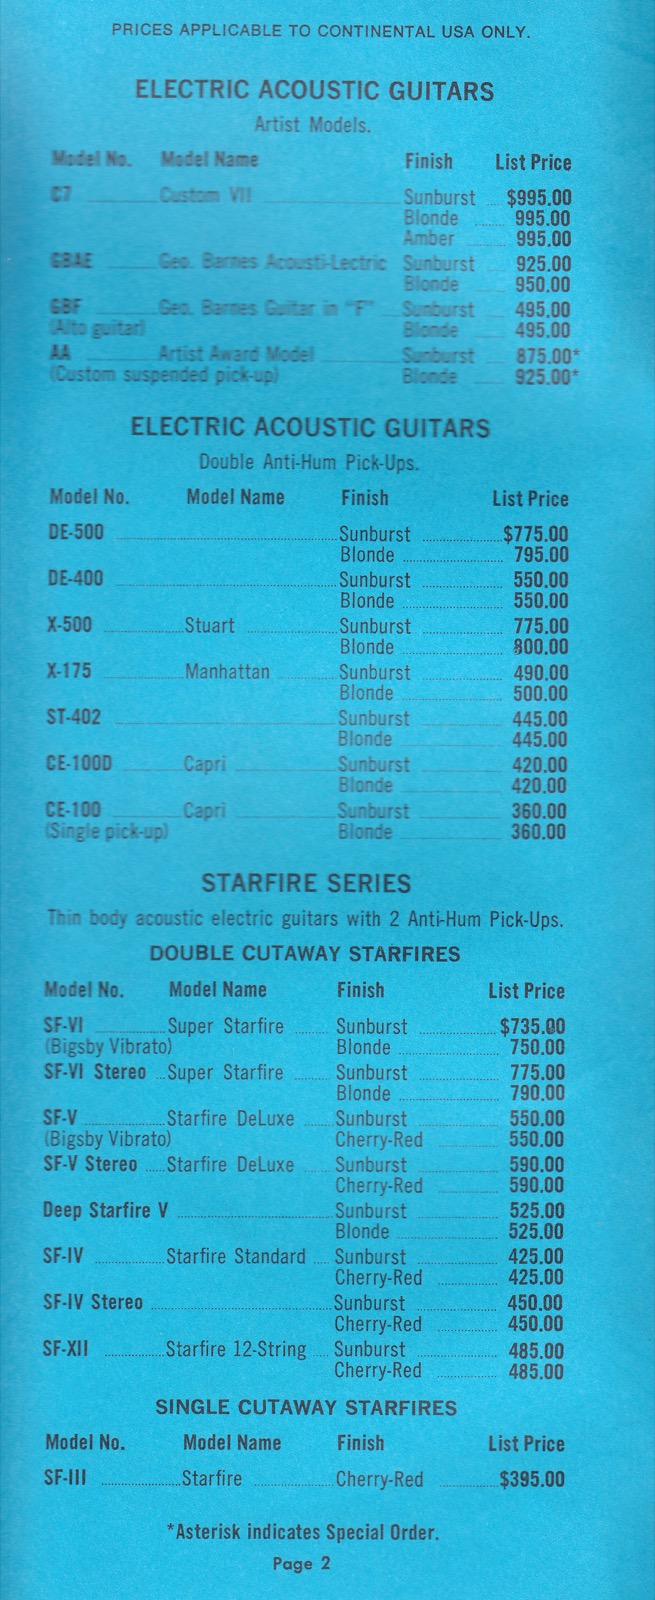 PRICES APPLICABLE TO CONTINENTAL USA ONLY.
ELECTRIC ACOUSTIC GUITARS
Artist Models.
Model No. Model Name Finish List Price
C7 Custom VII Sunburst $995.00
Blonde 995.00
Amber 995.00
GBAE Geo. Barnes Acousti-Lectric Sunburst 925.00
Blonde 950.00
GBF Geo. Barnes Guitar in "F" Sunburst 495.00
(Alto guitar) Blonde 495.00
AA Artist Award Model Sunburst 875.00*
(Custom suspended pick-up) Blonde 925.00*
ELECTRIC ACOUSTIC GUITARS
Double Anti-Hum Pick-Ups.
Model No. Model Name Finish List Price
DE-500 Sunburst $775.00
Blonde 795.00
DE-400 Sunburst 550.00
Blonde 550.00
X-500 Stuart Sunburst 775.00
Blonde 800.00
X-175 Manhattan Sunburst 490.00
Blonde 500.00
ST-402 Sunburst 445.00
Blonde 445.00
CE-100D Capri Sunburst 420.00
Blonde 420.00
CE-100 Capri Sunburst 360.00
(Single pick-up) Blonde 360.00
STARFIRE SERIES
Thin body acoustic electric guitars with 2 Anti-Hum Pick-Ups.
DOUBLE CUTAWAY STARFIRES
Model No. Model Name Finish List Price
SF-VI Super Starfire Sunburst $735.00
(Bigsby Vibrato) Blonde 750.00
SF-VI Stereo Super Starfire Sunburst 775.00
Blonde 790.00
SF-V Starfire DeLuxe Sunburst 550.00
(Bigsby Vibrato) Cherry-Red 550.00
SF-V Stereo Starfire DeLuxe Sunburst 590.00
Cherry-Red 590.00
Deep Starfire V Sunburst 525.00
Blonde 525.00
SF-IV Starfire Standard Sunburst 425.00
Cherry-Red 425.00
SF-IV Stereo Sunburst 450.00
Cherry-Red 450.00
SF-XII Starfire 12-String Sunburst 485.00
Cherry-Red 485.00
SINGLE CUTAWAY STARFIRES
Model No. Model Name Finish List Price
SF-III Starfire Cherry-Red $395.00
*Asterisk indicates Special Order.
Page 2